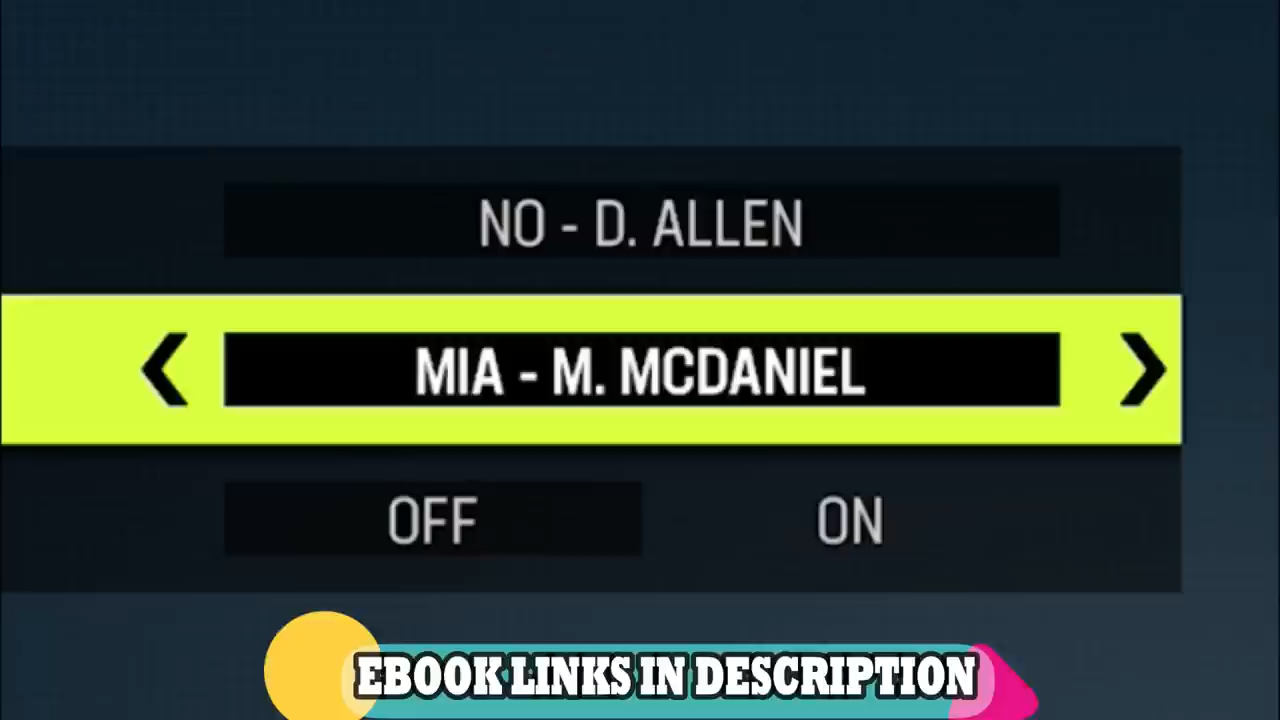 NO - D. ALLEN
MIA - M. MCDANIEL
OFF ON
EBOOK LINKS IN DESCRIPTION